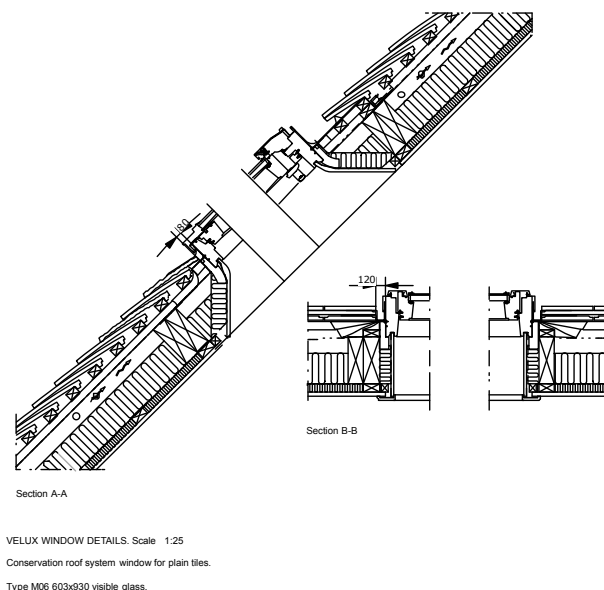 80
120
Section B-B
Section A-A
VELUX WINDOW DETAILS. Scale 1:25
Conservation roof system window for plain tiles.
Type M06 603x930 visible glass.